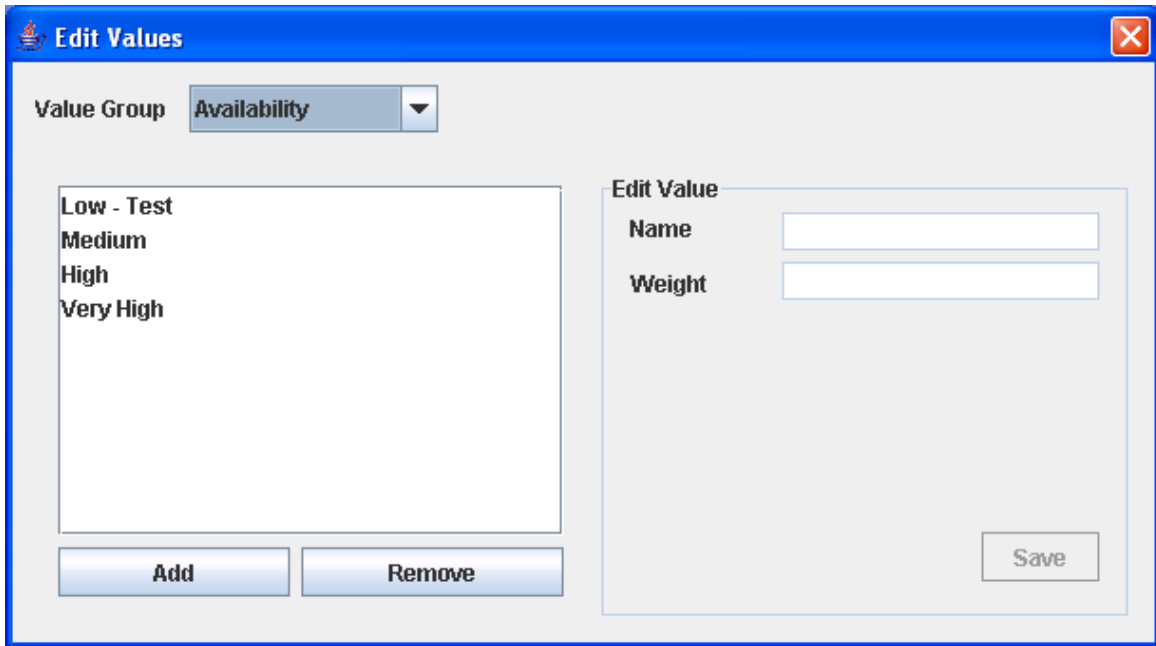 Edit Values
Value Group Availability
Low - Test
Medium
High
Very High
Add Remove
Edit Value
Name
Weight
Save